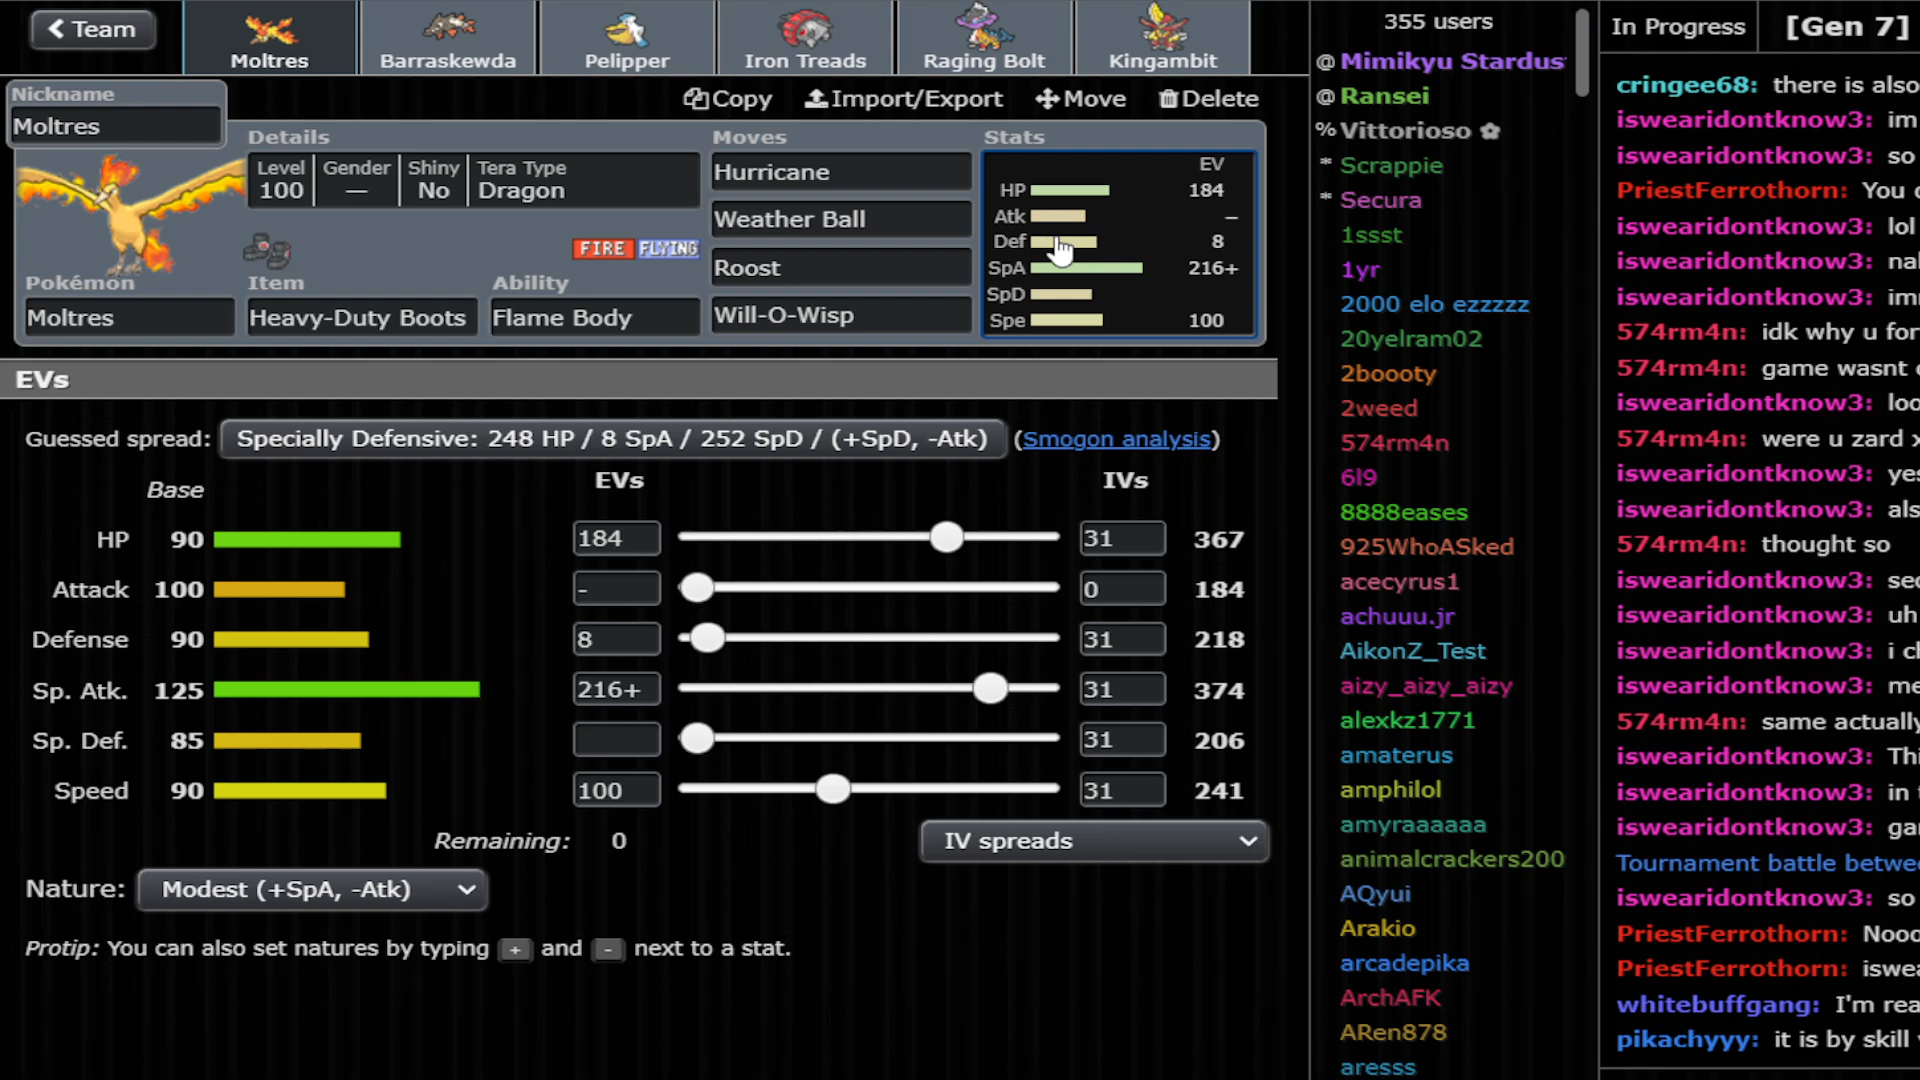 Team
Moltres
Barraskewda
Pelipper
Iron Treads
Raging Bolt
Kingambit
Copy
Import/Export
Move
Delete
Nickname
Moltres
Details
Level
100
Gender
—
Shiny
No
Tera Type
Dragon
FIRE FLYING
Pokémon
Moltres
Item
Heavy-Duty Boots
Ability
Flame Body
Moves
Hurricane
Weather Ball
Roost
Will-O-Wisp
Stats
EV
HP 184
Atk –
Def 8
SpA 216+
SpD
Spe 100
EVs
Guessed spread: Specially Defensive: 248 HP / 8 SpA / 252 SpD / (+SpD, -Atk) (Smogon analysis)
Base EVs IVs
HP 90 184 31 367
Attack 100 - 0 184
Defense 90 8 31 218
Sp. Atk. 125 216+ 31 374
Sp. Def. 85 31 206
Speed 90 100 31 241
Remaining: 0
IV spreads
Nature: Modest (+SpA, -Atk)
Protip: You can also set natures by typing + and - next to a stat.
355 users
@Mimikyu Stardus
@Ransei
%Vittorioso ✿
* Scrappie
* Secura
1ssst
1yr
2000 elo ezzzzz
20yelram02
2boooty
2weed
574rm4n
6l9
8888eases
925WhoASked
acecyrus1
achuuu.jr
AikonZ_Test
aizy_aizy_aizy
alexkz1771
amaterus
amphilol
amyraaaaaa
animalcrackers200
AQyui
Arakio
arcadepika
ArchAFK
ARen878
aresss
In Progress
[Gen 7]
cringee68: there is also
iswearidontknow3: im
iswearidontknow3: so
PriestFerrothorn: You
iswearidontknow3: lol
iswearidontknow3:
iswearidontknow3:
574rm4n: idk why u for
574rm4n: game wasnt
iswearidontknow3:
574rm4n: were u zard
iswearidontknow3: yes
iswearidontknow3: als
574rm4n: thought so
iswearidontknow3:
iswearidontknow3: uh
iswearidontknow3: i
iswearidontknow3: me
574rm4n: same actually
iswearidontknow3: Thi
iswearidontknow3: in
iswearidontknow3:
Tournament battle betwee
iswearidontknow3: so
PriestFerrothorn: Nooo
PriestFerrothorn: iswea
whitebuffgang: I'm rea
pikachyyy: it is by skill